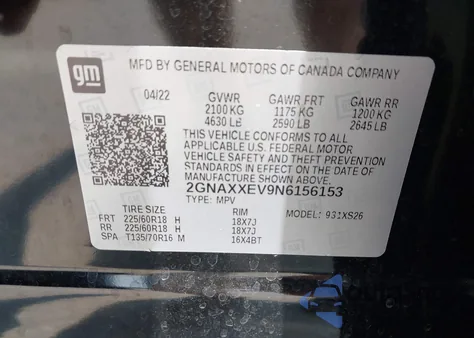 gm
MFD BY GENERAL MOTORS OF CANADA COMPANY
04/22 GVWR GAWR FRT GAWR RR
2100 KG 1175 KG 1200 KG
4630 LB 2590 LB 2645 LB
THIS VEHICLE CONFORMS TO ALL
APPLICABLE U.S. FEDERAL MOTOR
VEHICLE SAFETY AND THEFT PREVENTION
STANDARDS IN EFFECT ON THE DATE OF
MANUFACTURE SHOWN ABOVE.
2GNAXXEV9N6156153
TYPE: MPV
TIRE SIZE RIM MODEL: 931XS26
FRT 225/60R18 H 18X7J
RR 225/60R18 H 18X7J
SPA T135/70R16 M 16X4BT